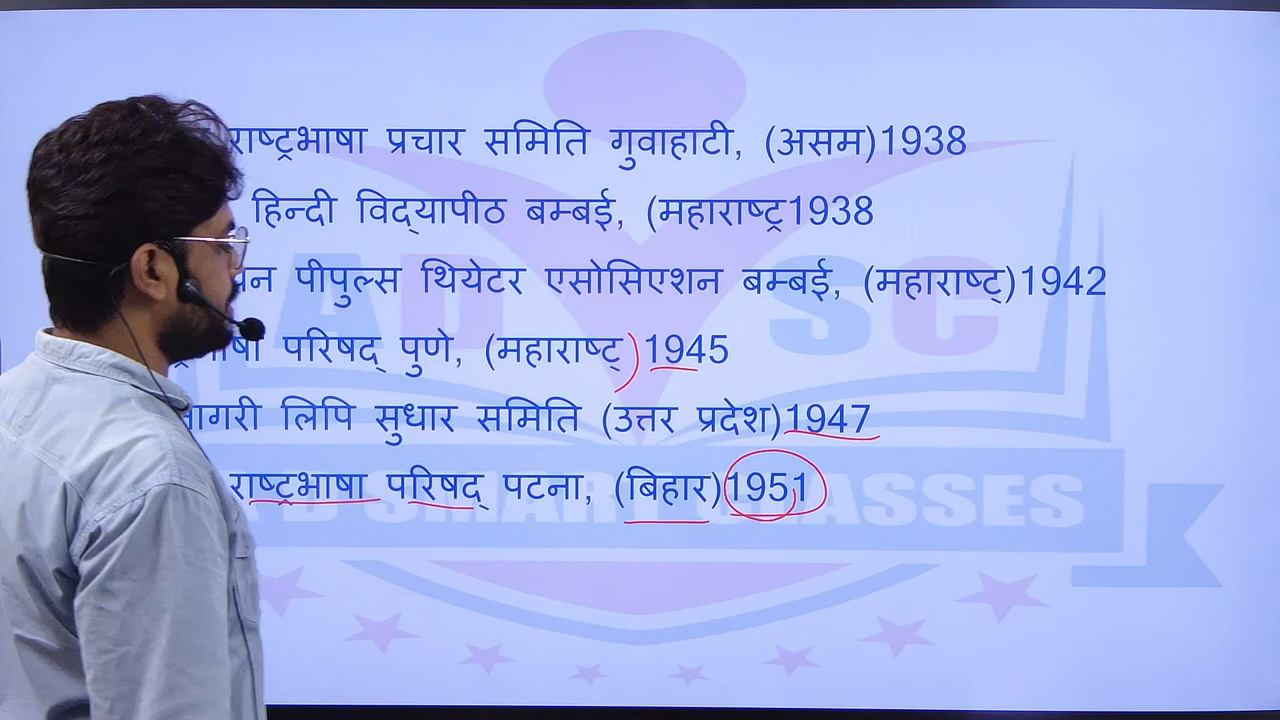 राष्ट्रभाषा प्रचार समिति गुवाहाटी, (असम)1938
हिन्दी विद्‌यापीठ बम्बई, (महाराष्ट्र1938
पीपुल्स थियेटर एसोसिएशन बम्बई, (महाराष्ट्)1942
परिषद् पुणे, (महाराष्ट्)1945
लिपि सुधार समिति (उत्तर प्रदेश)1947
राष्ट्रभाषा परिषद् पटना, (बिहार)1951